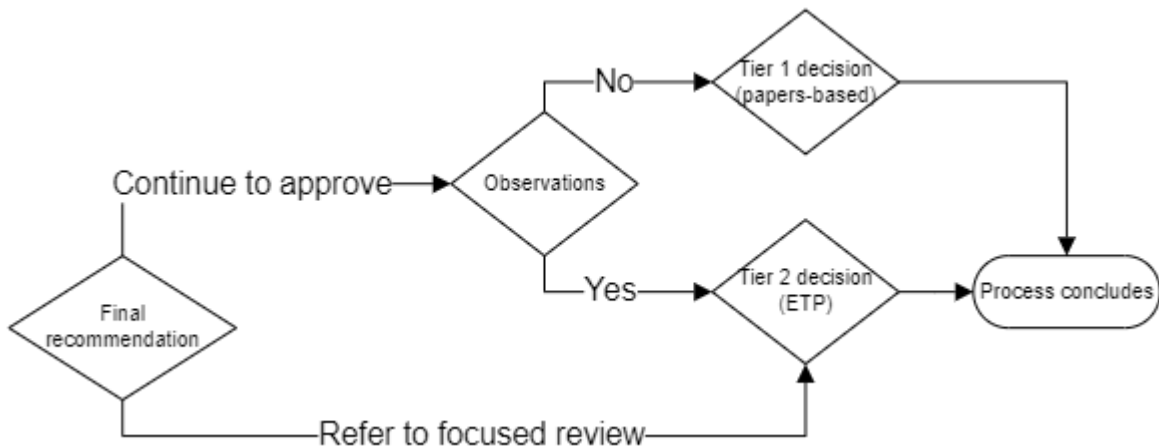 No
Tier 1 decision
(papers-based)
Continue to approve
Observations
Yes
Tier 2 decision
(ETP)
Process concludes
Final
recommendation
Refer to focused review